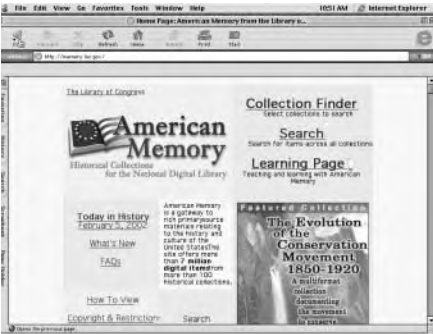 File Edit View Go Favorites Tools Window Help 10:51 AM Internet Explorer
Home Page: American Memory from the Library o...
Refresh Home Print Mail
The Library of Congress
Collection Finder
Select collections to search
Search
Search for items across all collections
Learning Page
Teaching and learning with American
Memory
American
Memory
Historical Collections
for the National Digital Library
Today in History
February 5, 2002
What's New
FAQs
How To View
Copyright & Restrictions
American Memory
is a gateway to
rich primary source
materials relating
to the history and
culture of the
United States. The
site offers more
than 7 million
digital items from
more than 100
historical collections.
Search
Featured Collection
The Evolution
of the
Conservation
Movement
1850-1920
A multiformat
collection
documenting
the movement
to conserve